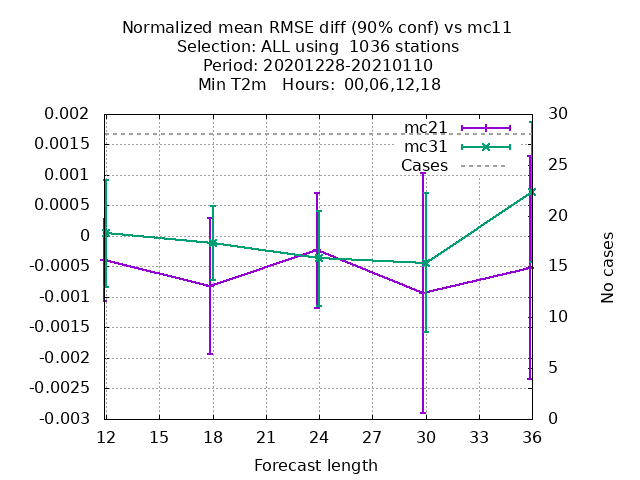 Normalized mean RMSE diff (90% conf) vs mc11
Selection: ALL using  1036 stations
Period: 20201228-20210110
Min T2m   Hours:  00,06,12,18
mc21
mc31
Cases
0.002
0.0015
0.001
0.0005
0
-0.0005
-0.001
-0.0015
-0.002
-0.0025
-0.003
30
25
20
15
10
5
0
No cases
12 15 18 21 24 27 30 33 36
Forecast length